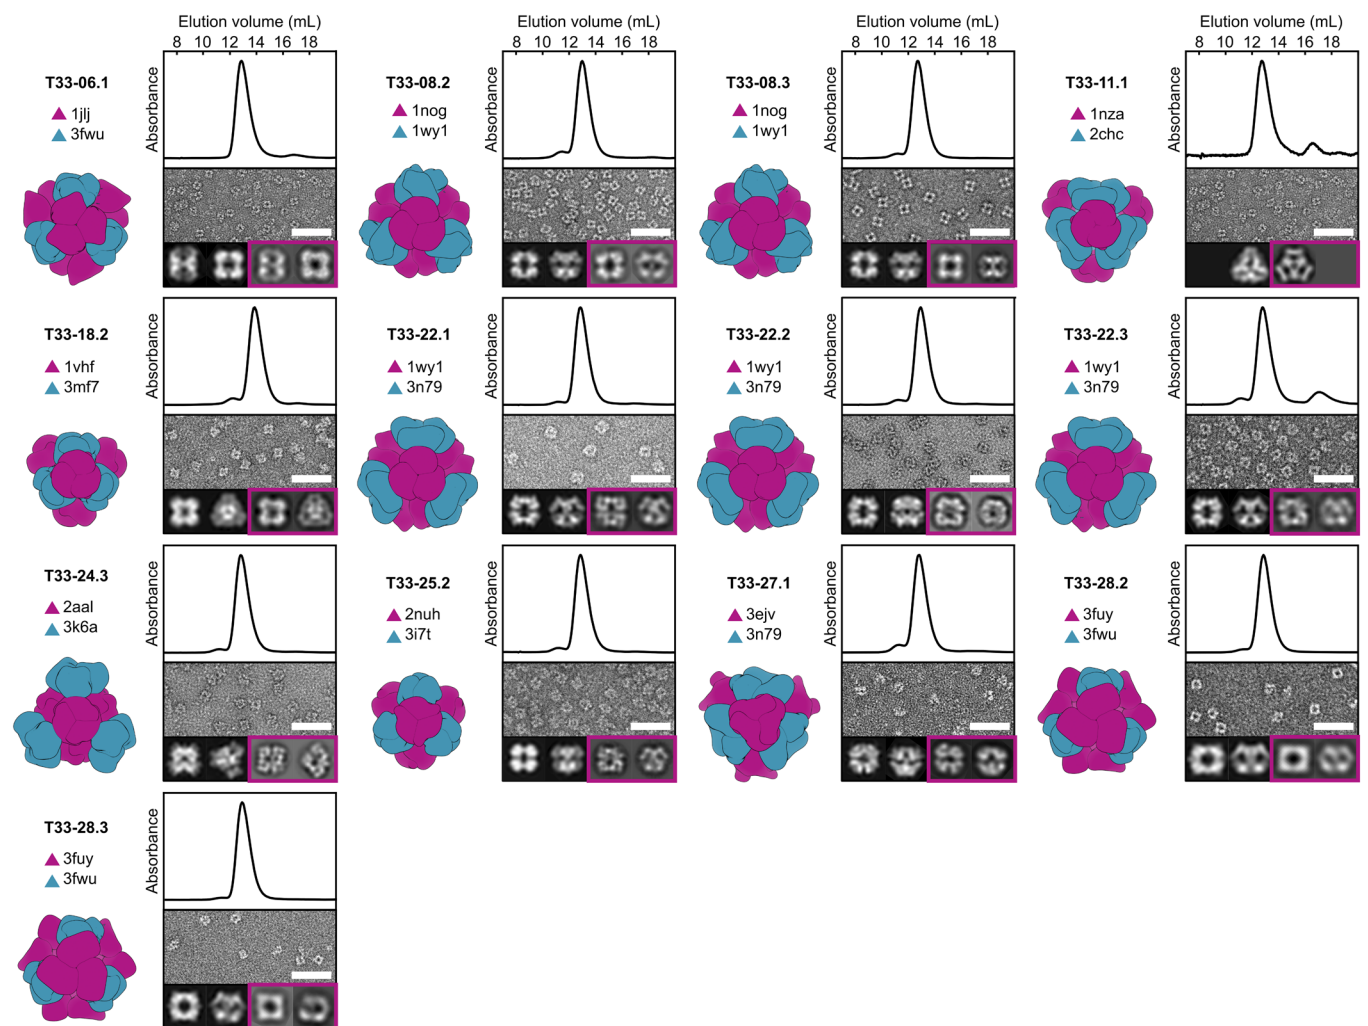 Elution volume (mL)
8 10 12 14 16 18
Elution volume (mL)
8 10 12 14 16 18
Elution volume (mL)
8 10 12 14 16 18
Elution volume (mL)
8 10 12 14 16 18
T33-06.1
1jlj
3fwu
Absorbance
T33-08.2
1nog
1wy1
Absorbance
T33-08.3
1nog
1wy1
Absorbance
T33-11.1
1nza
2chc
Absorbance
T33-18.2
1vhf
3mf7
Absorbance
T33-22.1
1wy1
3n79
Absorbance
T33-22.2
1wy1
3n79
Absorbance
T33-22.3
1wy1
3n79
Absorbance
T33-24.3
2aal
3k6a
Absorbance
T33-25.2
2nuh
3i7t
Absorbance
T33-27.1
3ejv
3n79
Absorbance
T33-28.2
3fuy
3fwu
Absorbance
T33-28.3
3fuy
3fwu
Absorbance